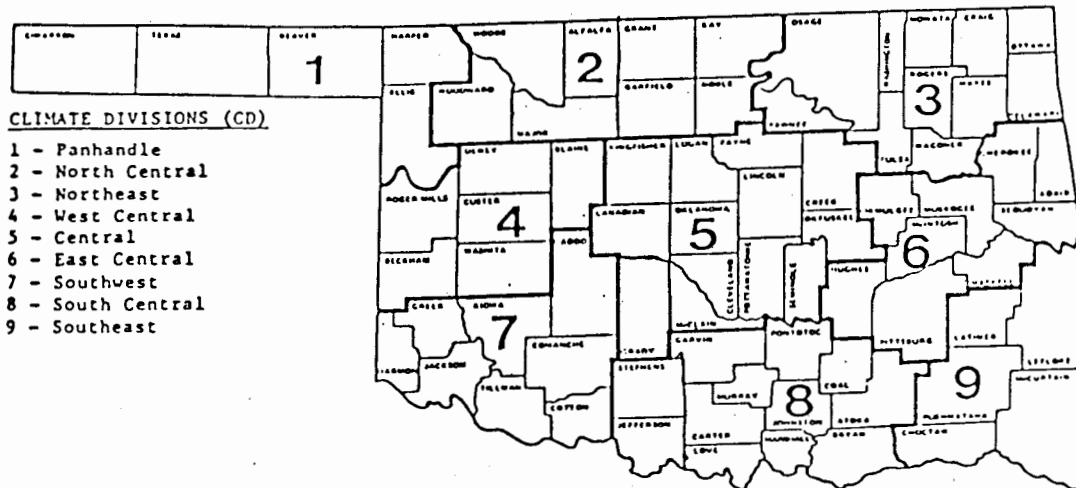 CIMARRON TEXAS BEAVER HARPER WOODS ALFALFA GRANT KAY OSAGE WASHINGTON NOWATA CRAIG OTTAWA
1 2 3
ELLIS WOODWARD GARFIELD NOBLE ROGERS MAYES DELAWARE
MAJOR PAWNEE
CLIMATE DIVISIONS (CD)
1 - Panhandle
2 - North Central
3 - Northeast
4 - West Central
5 - Central
6 - East Central
7 - Southwest
8 - South Central
9 - Southeast
DEWEY BLAINE KINGFISHER LOGAN PAYNE TULSA WAGONER CHEROKEE
ROGER MILLS CUSTER LINCOLN CREEK ADAIR
CANADIAN OKLAHOMA OKFUSKEE OKMULGEE MUSKOGEE SEQUOYAH
4 5 6
MCINTOSH
BECKHAM WASHITA CADDO CLEVELAND POTTAWATOMIE SEMINOLE HUGHES
GREER KIOWA MCCLAIN PONTOTOC PITTSBURG LATIMER
7
COMANCHE GRADY GARVIN LEFLORE
HARMON JACKSON TILLMAN STEPHENS MURRAY COAL MCCURTAIN
8 9
COTTON JEFFERSON JOHNSTON ATOKA PUSHMATAHA
CARTER MARSHALL BRYAN CHOCTAW
LOVE